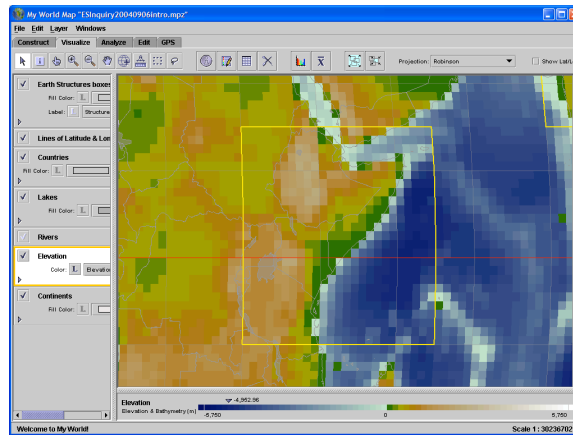 My World Map "ESInquiry20040906intro.mpz"
File Edit Layer Windows
Construct Visualize Analyze Edit GPS
Projection: Robinson Show Lat/L
Earth Structures boxes
Fill Color: L
Label: Structure
Lines of Latitude & Lon
Countries
Fill Color: L
Lakes
Fill Color: L
Rivers
Elevation
Color: L Elevatio
Continents
Fill Color: L
Elevation
Elevation & Bathymetry (m)
-4,952.96
-5,750 0 5,750
Welcome to My World!
Scale 1 : 30236702